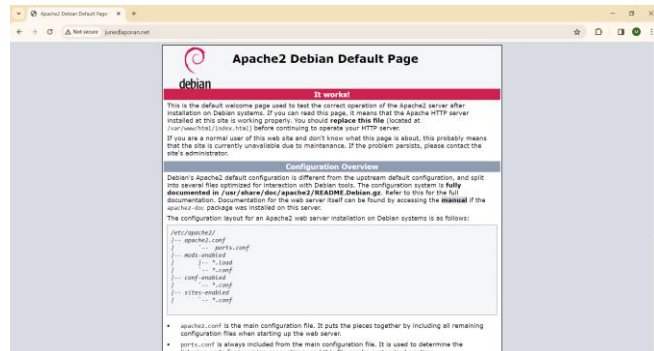 Apache2 Debian Default Page
Not secure junedlaporan.net
debian
Apache2 Debian Default Page
It works!
This is the default welcome page used to test the correct operation of the Apache2 server after
installation on Debian systems. If you can read this page, it means that the Apache HTTP server
installed at this site is working properly. You should replace this file (located at
/var/www/html/index.html) before continuing to operate your HTTP server.
If you are a normal user of this web site and don't know what this page is about, this probably means
that the site is currently unavailable due to maintenance. If the problem persists, please contact the
site's administrator.
Configuration Overview
Debian's Apache2 default configuration is different from the upstream default configuration, and split
into several files optimized for interaction with Debian tools. The configuration system is fully
documented in /usr/share/doc/apache2/README.Debian.gz. Refer to this for the full
documentation. Documentation for the web server itself can be found by accessing the manual if the
apache2-doc package was installed on this server.
The configuration layout for an Apache2 web server installation on Debian systems is as follows:
/etc/apache2/
|-- apache2.conf
|       `--  ports.conf
|-- mods-enabled
|       |-- *.load
|       `-- *.conf
|-- conf-enabled
|       `-- *.conf
|-- sites-enabled
|       `-- *.conf
• apache2.conf is the main configuration file. It puts the pieces together by including all remaining
configuration files when starting up the web server.
• ports.conf is always included from the main configuration file. It is used to determine the